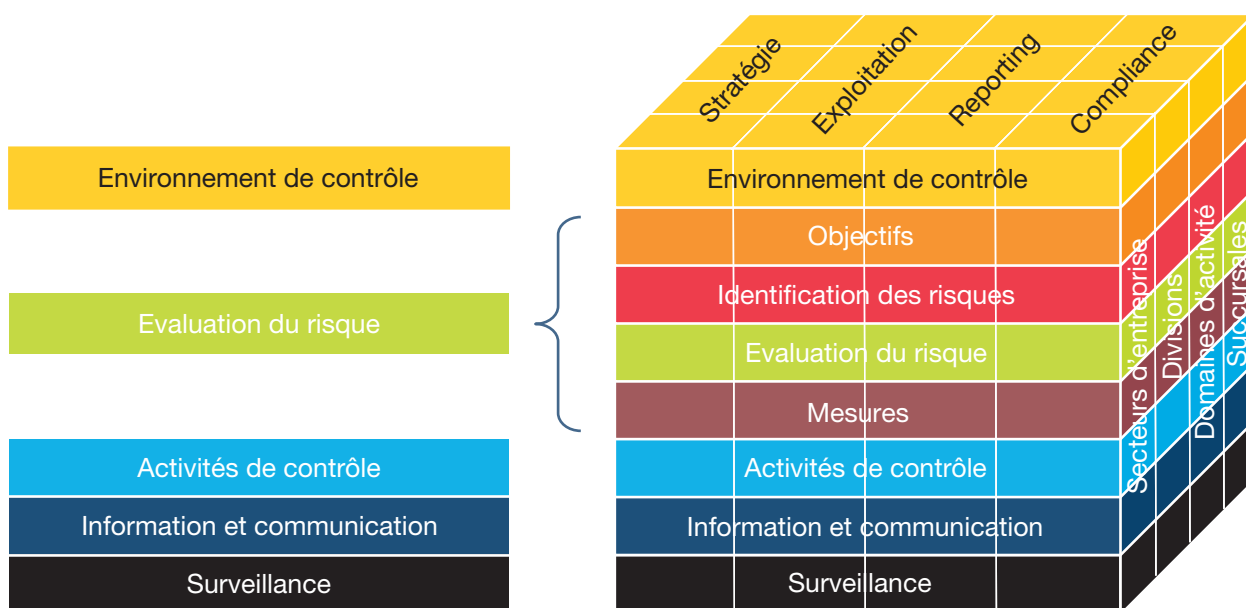 Environnement de contrôle
Evaluation du risque
Activités de contrôle
Information et communication
Surveillance
Stratégie
Exploitation
Reporting
Compliance
Environnement de contrôle
Objectifs
Identification des risques
Evaluation du risque
Mesures
Activités de contrôle
Information et communication
Surveillance
Secteurs d'entreprise
Divisions
Domaines d'activité
Succursales